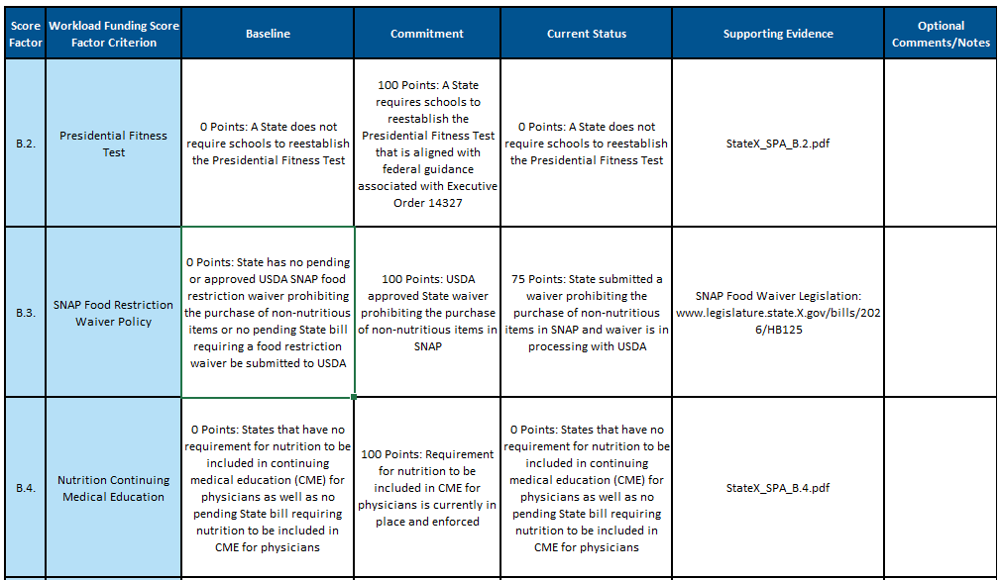 Score
Factor
Workload Funding Score
Factor Criterion
Baseline
Commitment
Current Status
Supporting Evidence
Optional
Comments/Notes
B.2.
Presidential Fitness
Test
0 Points: A State does not
require schools to reestablish
the Presidential Fitness Test
100 Points: A State
requires schools to
reestablish the
Presidential Fitness Test
that is aligned with
federal guidance
associated with Executive
Order 14327
0 Points: A State does not
require schools to reestablish
the Presidential Fitness Test
StateX_SPA_B.2.pdf
B.3.
SNAP Food Restriction
Waiver Policy
0 Points: State has no pending
or approved USDA SNAP food
restriction waiver prohibiting
the purchase of non-nutritious
items or no pending State bill
requiring a food restriction
waiver be submitted to USDA
100 Points: USDA
approved State waiver
prohibiting the purchase
of non-nutritious items in
SNAP
75 Points: State submitted a
waiver prohibiting the
purchase of non-nutritious
items in SNAP and waiver is in
processing with USDA
SNAP Food Waiver Legislation:
www.legislature.state.X.gov/bills/202
6/HB125
B.4.
Nutrition Continuing
Medical Education
0 Points: States that have no
requirement for nutrition to be
included in continuing
medical education (CME) for
physicians as well as no
pending State bill requiring
nutrition to be included in
CME for physicians
100 Points: Requirement
for nutrition to be
included in CME for
physicians is currently in
place and enforced
0 Points: States that have no
requirement for nutrition to be
included in continuing
medical education (CME) for
physicians as well as no
pending State bill requiring
nutrition to be included in
CME for physicians
StateX_SPA_B.4.pdf